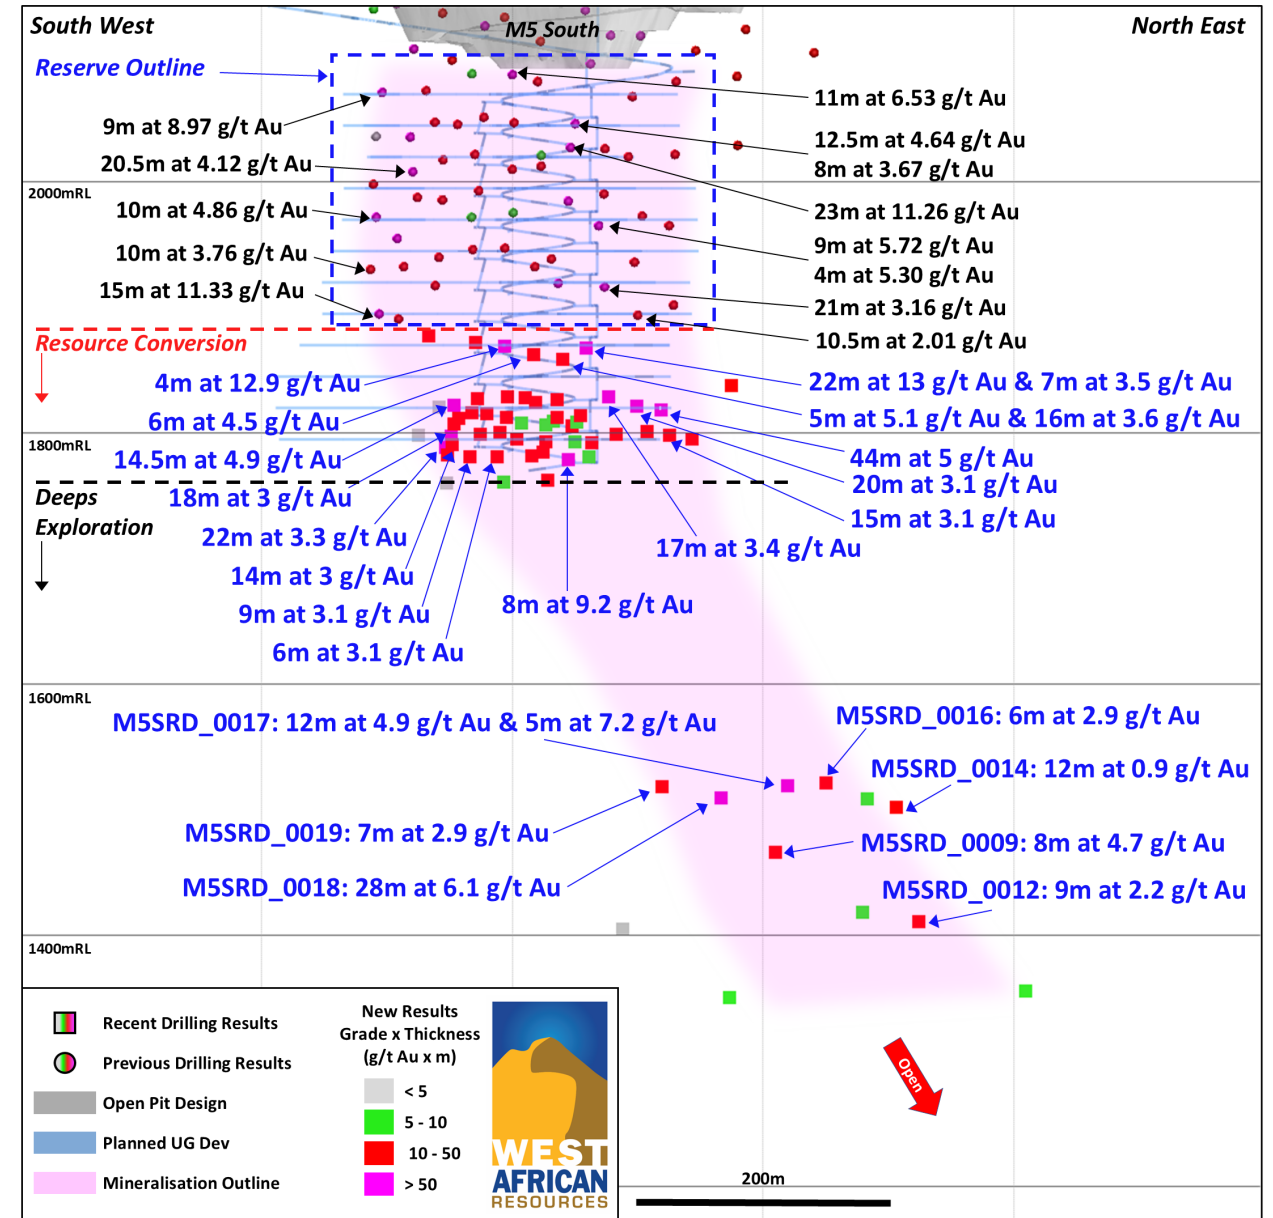 South West
M5 South
North East
Reserve Outline
11m at 6.53 g/t Au
9m at 8.97 g/t Au
12.5m at 4.64 g/t Au
20.5m at 4.12 g/t Au
8m at 3.67 g/t Au
2000mRL
10m at 4.86 g/t Au
23m at 11.26 g/t Au
9m at 5.72 g/t Au
10m at 3.76 g/t Au
4m at 5.30 g/t Au
15m at 11.33 g/t Au
21m at 3.16 g/t Au
Resource Conversion
10.5m at 2.01 g/t Au
4m at 12.9 g/t Au
22m at 13 g/t Au & 7m at 3.5 g/t Au
6m at 4.5 g/t Au
5m at 5.1 g/t Au & 16m at 3.6 g/t Au
1800mRL
14.5m at 4.9 g/t Au
44m at 5 g/t Au
20m at 3.1 g/t Au
Deeps
Exploration
18m at 3 g/t Au
15m at 3.1 g/t Au
22m at 3.3 g/t Au
17m at 3.4 g/t Au
14m at 3 g/t Au
8m at 9.2 g/t Au
9m at 3.1 g/t Au
6m at 3.1 g/t Au
1600mRL
M5SRD_0017: 12m at 4.9 g/t Au & 5m at 7.2 g/t Au
M5SRD_0016: 6m at 2.9 g/t Au
M5SRD_0014: 12m at 0.9 g/t Au
M5SRD_0019: 7m at 2.9 g/t Au
M5SRD_0009: 8m at 4.7 g/t Au
M5SRD_0018: 28m at 6.1 g/t Au
M5SRD_0012: 9m at 2.2 g/t Au
1400mRL
Open
Recent Drilling Results
Previous Drilling Results
Open Pit Design
Planned UG Dev
Mineralisation Outline
New Results
Grade x Thickness
(g/t Au x m)
< 5
5 - 10
10 - 50
> 50
WEST
AFRICAN
RESOURCES
200m